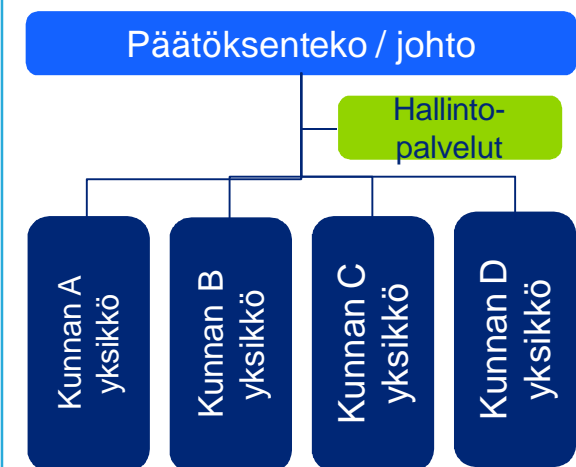 Päätöksenteko / johto
Hallinto-
palvelut
Kunnan A
yksikkö
Kunnan B
yksikkö
Kunnan C
yksikkö
Kunnan D
yksikkö